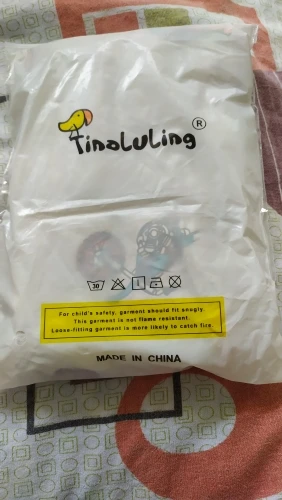 Tinoluling ®
30
For child's safety, garment should fit snugly.
This garment is not flame resistant.
Loose-fitting garment is more likely to catch fire.
MADE IN CHINA